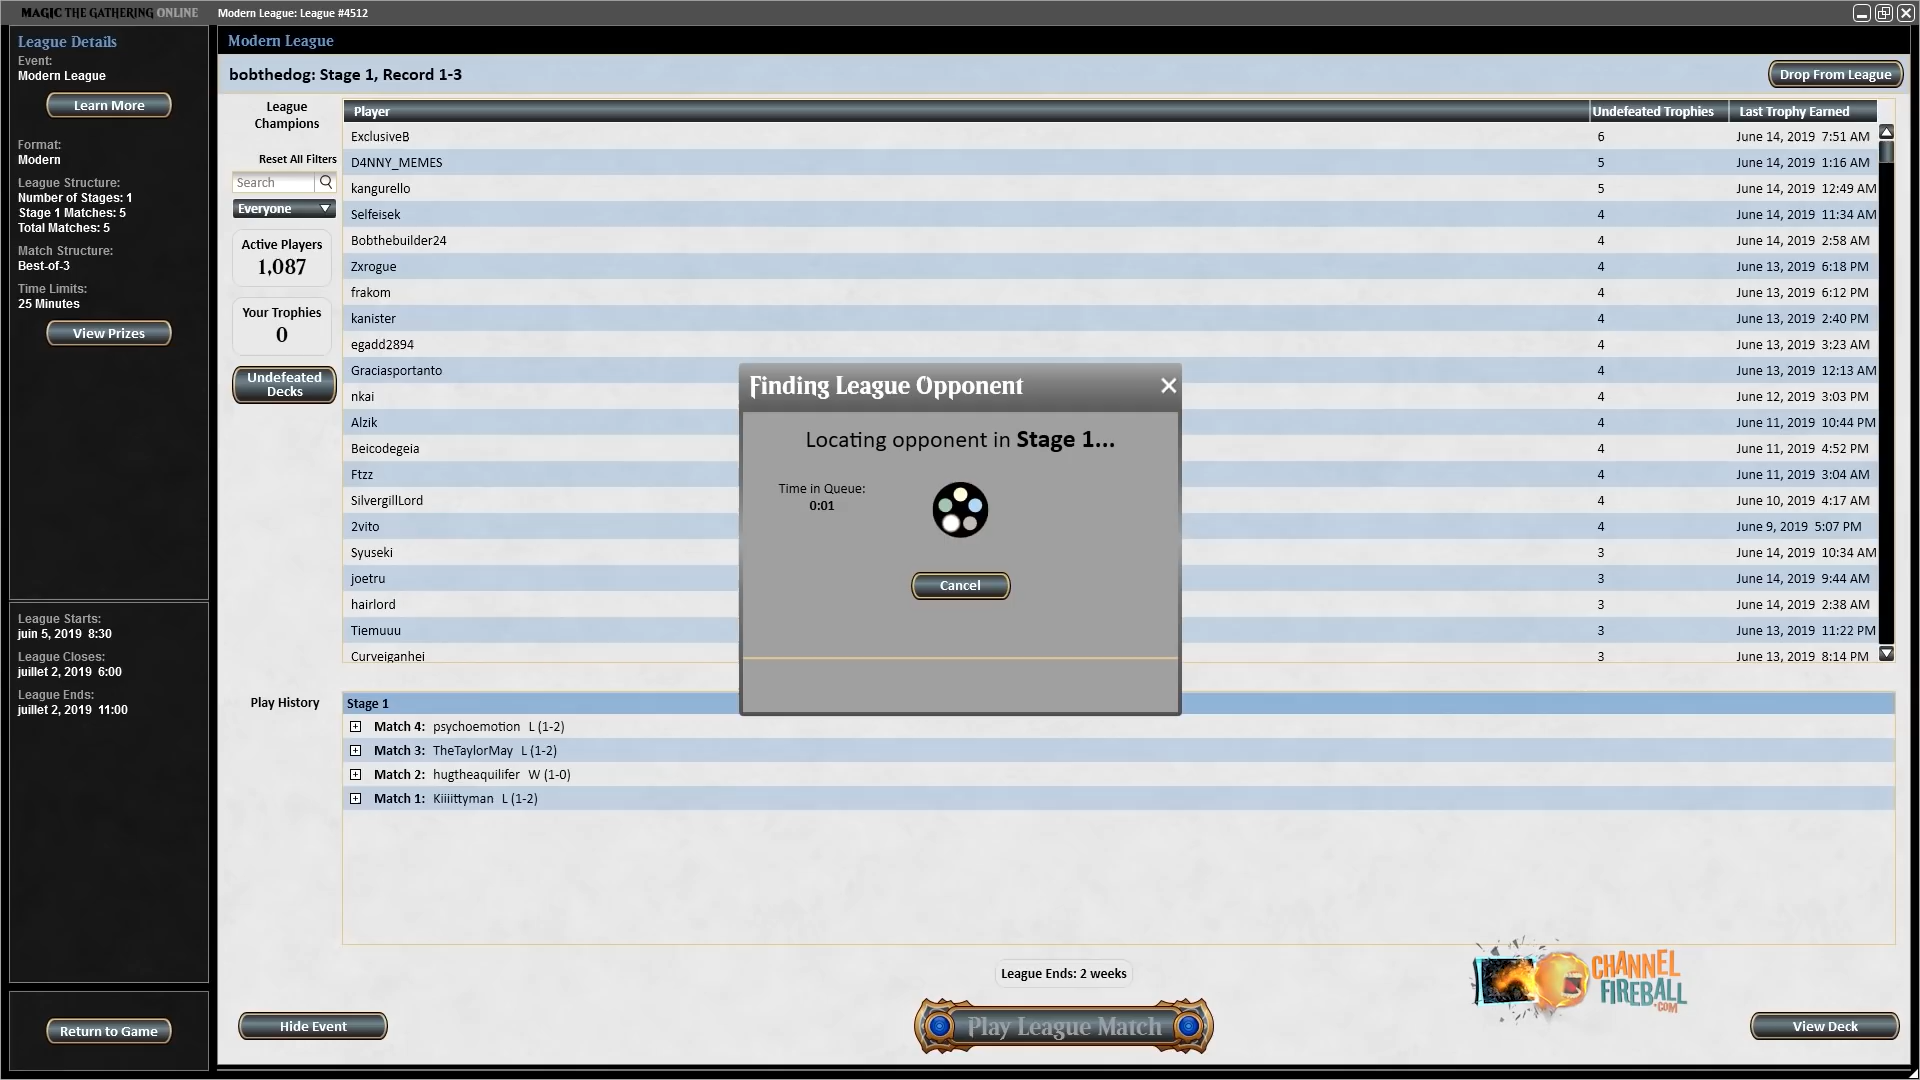 MAGIC THE GATHERING ONLINE
Modern League: League #4512
League Details
Event:
Modern League
Learn More
Format:
Modern
League Structure:
Number of Stages: 1
Stage 1 Matches: 5
Total Matches: 5
Match Structure:
Best-of-3
Time Limits:
25 Minutes
View Prizes
League Starts:
juin 5, 2019 8:30
League Closes:
juillet 2, 2019 6:00
League Ends:
juillet 2, 2019 11:00
Return to Game
Modern League
bobthedog: Stage 1, Record 1-3
Drop From League
League
Champions
Reset All Filters
Search
Everyone
Active Players
1,087
Your Trophies
0
Undefeated
Decks
Player Undefeated Trophies Last Trophy Earned
ExclusiveB 6 June 14, 2019 7:51 AM
D4NNY_MEMES 5 June 14, 2019 1:16 AM
kangurello 5 June 14, 2019 12:49 AM
Selfeisek 4 June 14, 2019 11:34 AM
Bobthebuilder24 4 June 14, 2019 2:58 AM
Zxrogue 4 June 13, 2019 6:18 PM
frakom 4 June 13, 2019 6:12 PM
kanister 4 June 13, 2019 2:40 PM
egadd2894 4 June 13, 2019 3:23 AM
Graciasportanto 4 June 13, 2019 12:13 AM
nkai 4 June 12, 2019 3:03 PM
Alzik 4 June 11, 2019 10:44 PM
Beicodegeia 4 June 11, 2019 4:52 PM
Ftzz 4 June 11, 2019 3:04 AM
SilvergillLord 4 June 10, 2019 4:17 AM
2vito 4 June 9, 2019 5:07 PM
Syuseki 3 June 14, 2019 10:34 AM
joetru 3 June 14, 2019 9:44 AM
hairlord 3 June 14, 2019 2:38 AM
Tiemuuu 3 June 13, 2019 11:22 PM
Curveiganhei 3 June 13, 2019 8:14 PM
Finding League Opponent
Locating opponent in Stage 1...
Time in Queue:
0:01
Cancel
Play History
Stage 1
Match 4: psychoemotion L (1-2)
Match 3: TheTaylorMay L (1-2)
Match 2: hugtheaquilifer W (1-0)
Match 1: Kiiiittyman L (1-2)
League Ends: 2 weeks
Hide Event
Play League Match
CHANNEL
FIREBALL
.COM
View Deck